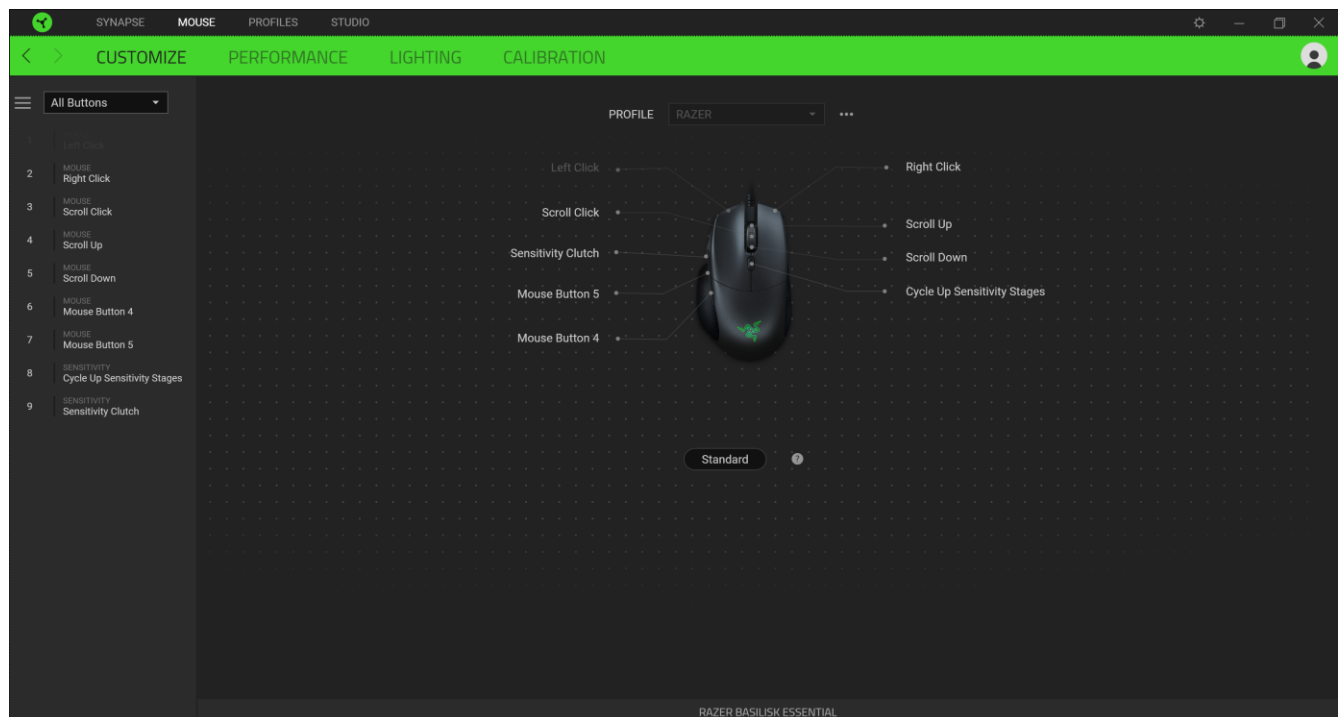 SYNAPSE MOUSE PROFILES STUDIO
CUSTOMIZE PERFORMANCE LIGHTING CALIBRATION
All Buttons
PROFILE RAZER
1 MOUSE
Left Click
2 MOUSE
Right Click
3 MOUSE
Scroll Click
4 MOUSE
Scroll Up
5 MOUSE
Scroll Down
6 MOUSE
Mouse Button 4
7 MOUSE
Mouse Button 5
8 SENSITIVITY
Cycle Up Sensitivity Stages
9 SENSITIVITY
Sensitivity Clutch
Left Click
Scroll Click
Sensitivity Clutch
Mouse Button 5
Mouse Button 4
Right Click
Scroll Up
Scroll Down
Cycle Up Sensitivity Stages
Standard ?
RAZER BASILISK ESSENTIAL